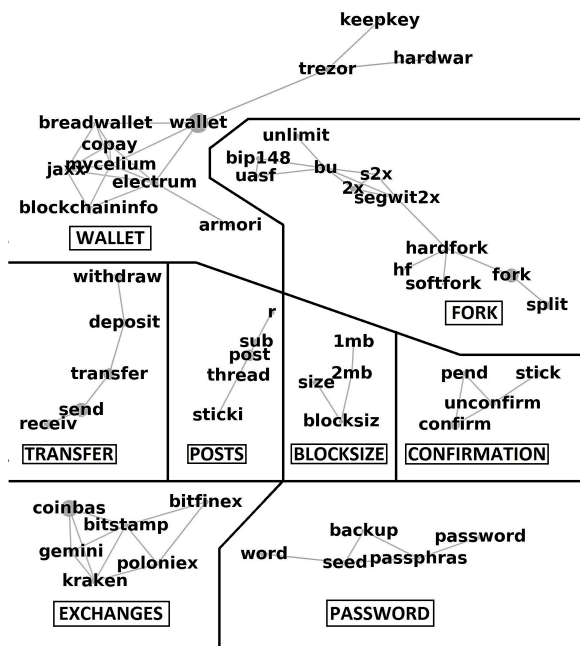 keepkey
trezor
hardwar
breadwallet
wallet
copay
mycelium
jaxx
electrum
blockchaininfo
armori
WALLET
unlimit
bip148
bu
uasf
s2x
2x
segwit2x
hardfork
hf
softfork
fork
split
FORK
withdraw
deposit
transfer
send
receiv
TRANSFER
r
sub
post
thread
sticki
POSTS
1mb
2mb
size
blocksiz
BLOCKSIZE
pend
stick
unconfirm
confirm
CONFIRMATION
coinbas
bitfinex
bitstamp
gemini
poloniex
kraken
EXCHANGES
backup
password
word
seed
passphras
PASSWORD